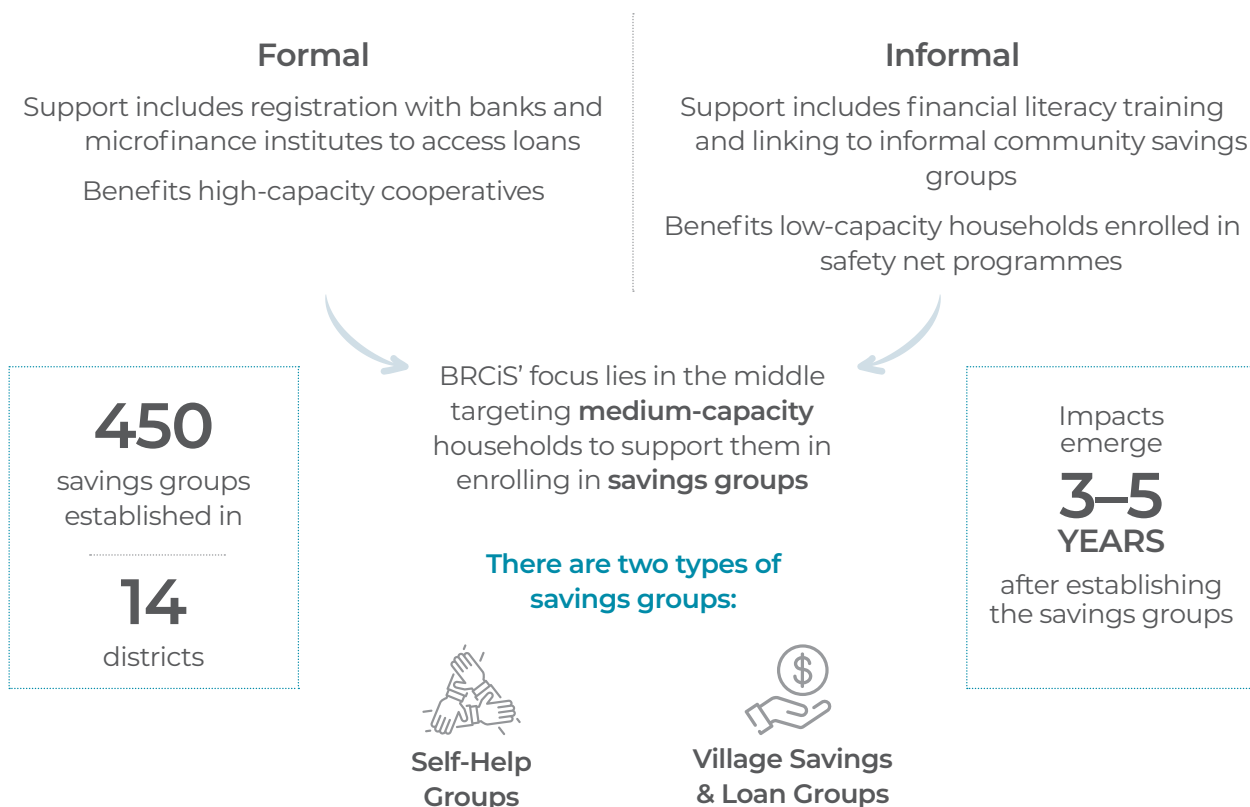 Formal
Support includes registration with banks and
microfinance institutes to access loans
Benefits high-capacity cooperatives
Informal
Support includes financial literacy training
and linking to informal community savings
groups
Benefits low-capacity households enrolled in
safety net programmes
450
savings groups
established in
14
districts
BRCiS’ focus lies in the middle
targeting medium-capacity
households to support them in
enrolling in savings groups
Impacts
emerge
3–5
YEARS
after establishing
the savings groups
There are two types of
savings groups:
$
Self-Help
Groups
Village Savings
& Loan Groups